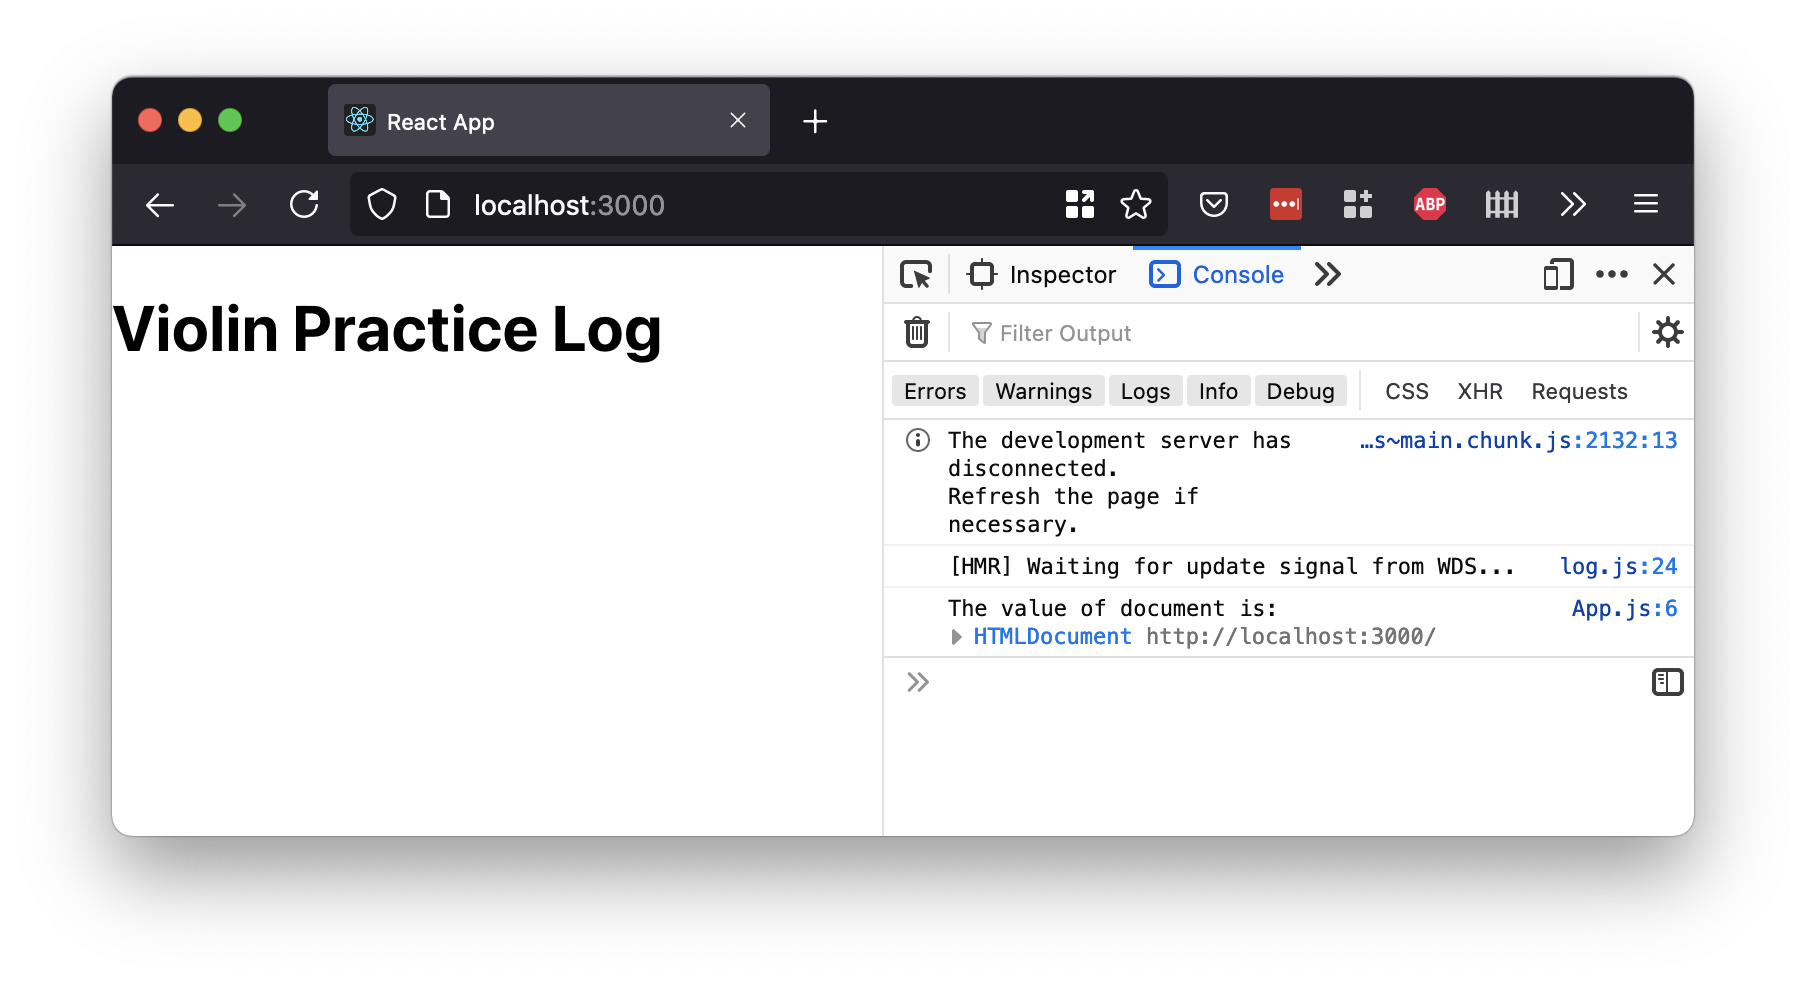 React App
localhost:3000
ABP
Violin Practice Log
Inspector
Console
Filter Output
Errors Warnings Logs Info Debug CSS XHR Requests
The development server has …s~main.chunk.js:2132:13
disconnected.
Refresh the page if
necessary.
[HMR] Waiting for update signal from WDS... log.js:24
The value of document is: App.js:6
HTMLDocument http://localhost:3000/